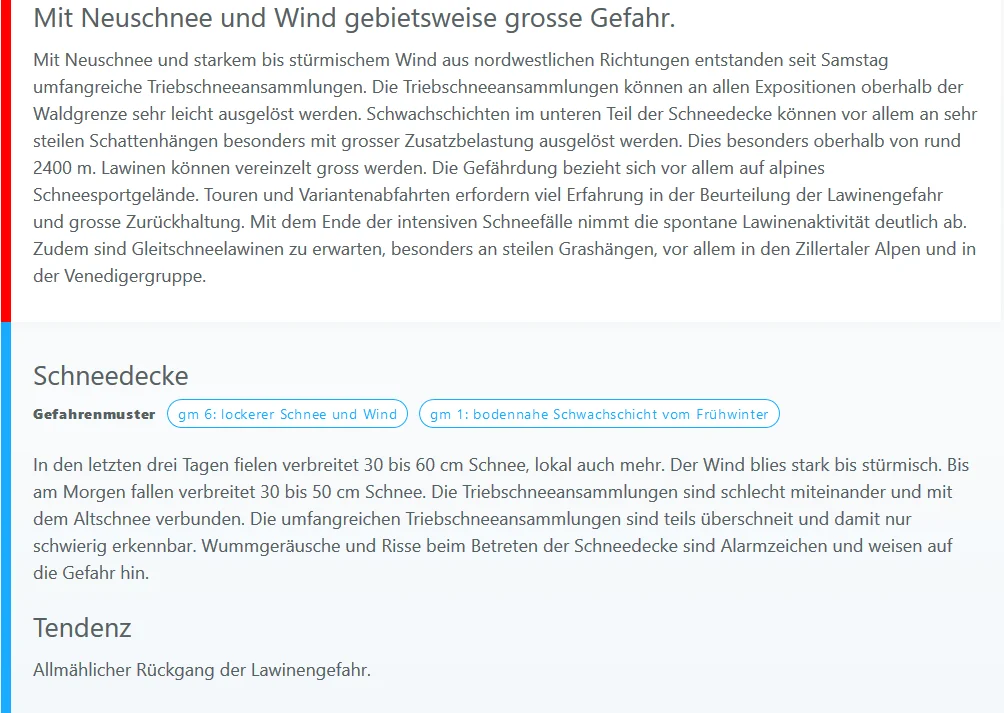 Mit Neuschnee und Wind gebietsweise grosse Gefahr.
Mit Neuschnee und starkem bis stürmischem Wind aus nordwestlichen Richtungen entstanden seit Samstag
umfangreiche Triebschneeansammlungen. Die Triebschneeansammlungen können an allen Expositionen oberhalb der
Waldgrenze sehr leicht ausgelöst werden. Schwachschichten im unteren Teil der Schneedecke können vor allem an sehr
steilen Schattenhängen besonders mit grosser Zusatzbelastung ausgelöst werden. Dies besonders oberhalb von rund
2400 m. Lawinen können vereinzelt gross werden. Die Gefährdung bezieht sich vor allem auf alpines
Schneesportgelände. Touren und Variantenabfahrten erfordern viel Erfahrung in der Beurteilung der Lawinengefahr
und grosse Zurückhaltung. Mit dem Ende der intensiven Schneefälle nimmt die spontane Lawinenaktivität deutlich ab.
Zudem sind Gleitschneelawinen zu erwarten, besonders an steilen Grashängen, vor allem in den Zillertaler Alpen und in
der Venedigergruppe.
Schneedecke
Gefahrenmuster gm 6: lockerer Schnee und Wind gm 1: bodennahe Schwachschicht vom Frühwinter
In den letzten drei Tagen fielen verbreitet 30 bis 60 cm Schnee, lokal auch mehr. Der Wind blies stark bis stürmisch. Bis
am Morgen fallen verbreitet 30 bis 50 cm Schnee. Die Triebschneeansammlungen sind schlecht miteinander und mit
dem Altschnee verbunden. Die umfangreichen Triebschneeansammlungen sind teils überschneit und damit nur
schwierig erkennbar. Wummgeräusche und Risse beim Betreten der Schneedecke sind Alarmzeichen und weisen auf
die Gefahr hin.
Tendenz
Allmählicher Rückgang der Lawinengefahr.